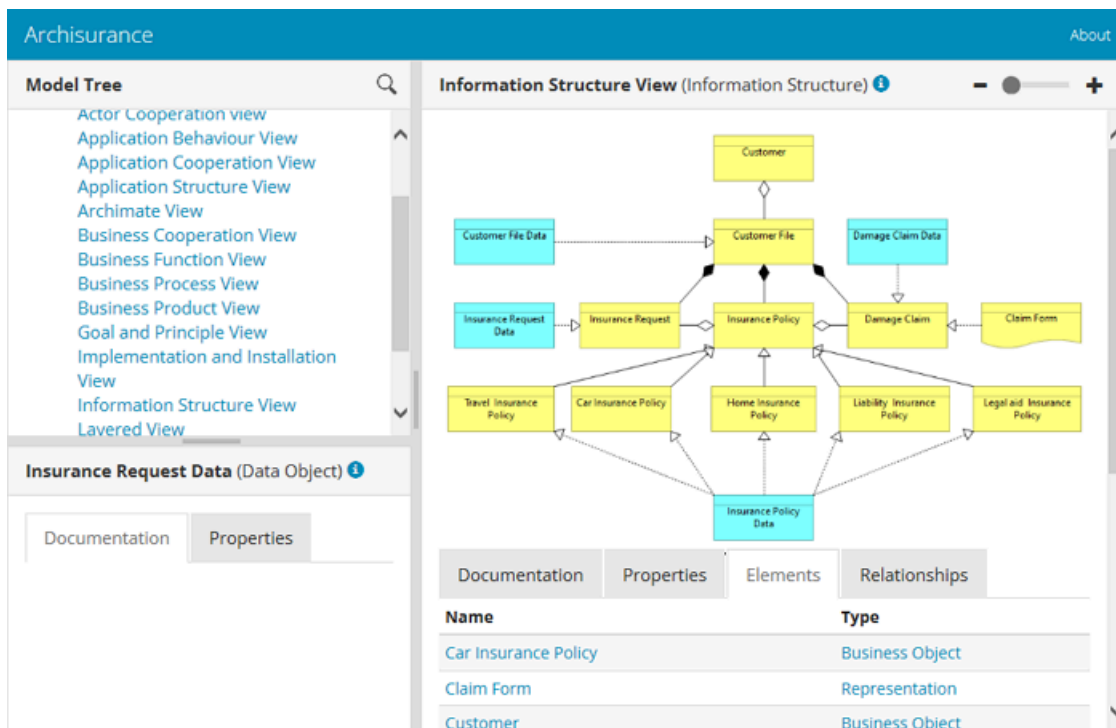 Archisurance
About
Model Tree
Actor Cooperation view
Application Behaviour View
Application Cooperation View
Application Structure View
Archimate View
Business Cooperation View
Business Function View
Business Process View
Business Product View
Goal and Principle View
Implementation and Installation
View
Information Structure View
Layered View
Insurance Request Data (Data Object)
Documentation Properties
Information Structure View (Information Structure)
Customer
Customer File Data
Customer File
Damage Claim Data
Insurance Request
Data
Insurance Request
Insurance Policy
Damage Claim
Claim Form
Travel Insurance
Policy
Car Insurance Policy
Home Insurance
Policy
Liability Insurance
Policy
Legal aid Insurance
Policy
Insurance Policy
Data
Documentation Properties Elements Relationships
Name Type
Car Insurance Policy Business Object
Claim Form Representation
Customer Business Object